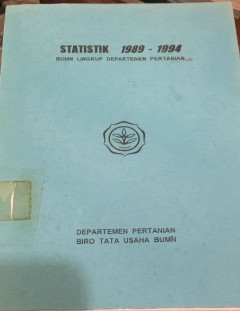 STATISTIK 1989 - 1994
BUMN LINGKUP DEPARTEMEN PERTANIAN
DEPARTEMEN PERTANIAN
BIRO TATA USAHA BUMN